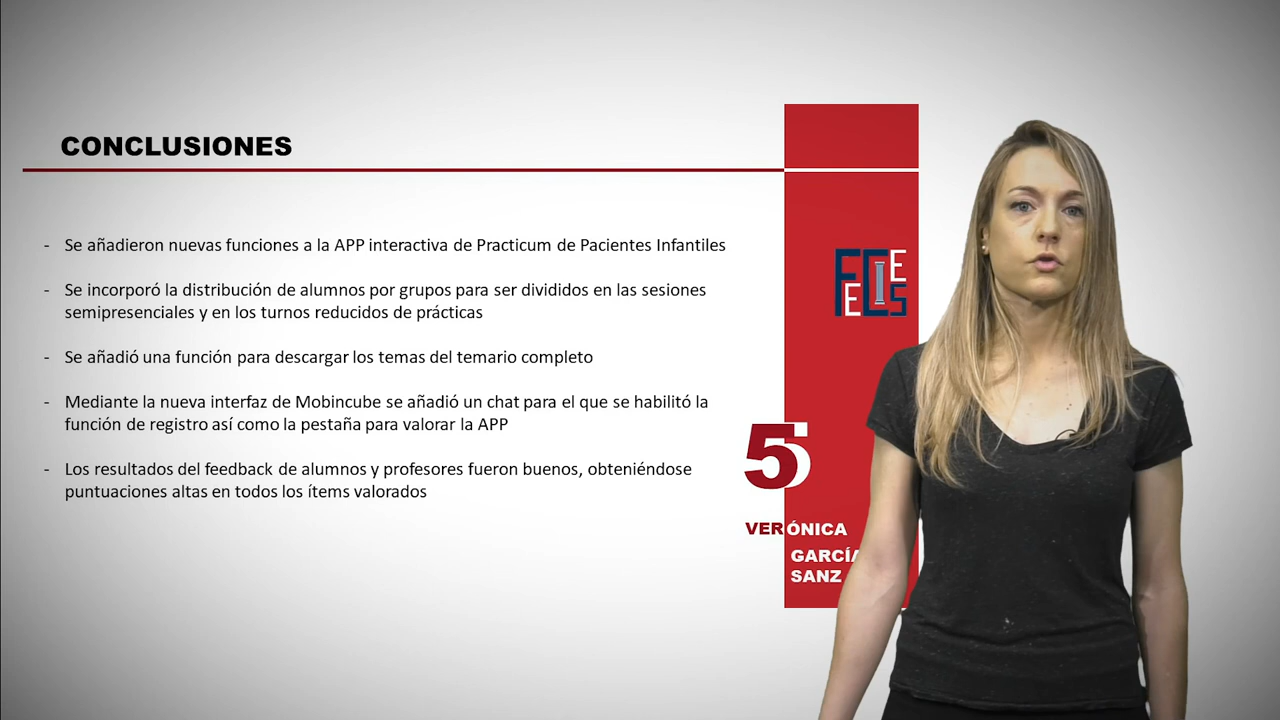 CONCLUSIONES
- Se añadieron nuevas funciones a la APP interactiva de Practicum de Pacientes Infantiles
- Se incorporó la distribución de alumnos por grupos para ser divididos en las sesiones
semipresenciales y en los turnos reducidos de prácticas
- Se añadió una función para descargar los temas del temario completo
- Mediante la nueva interfaz de Mobincube se añadió un chat para el que se habilitó la
función de registro así como la pestaña para valorar la APP
- Los resultados del feedback de alumnos y profesores fueron buenos, obteniéndose
puntuaciones altas en todos los ítems valorados
FECIES
5
VERÓNICA
GARCÍA
SANZ